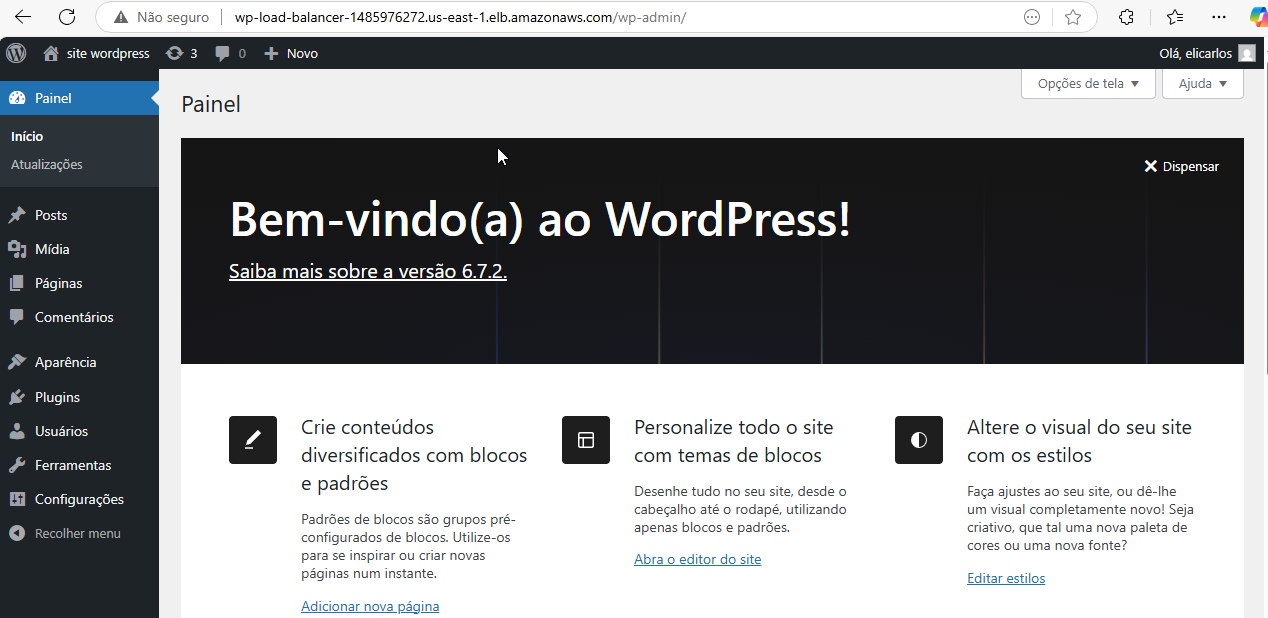 Não seguro wp-load-balancer-1485976272.us-east-1.elb.amazonaws.com/wp-admin/
site wordpress 3 0 Novo Olá, elicarlos
Opções de tela Ajuda
Painel
Início
Atualizações
Posts
Mídia
Páginas
Comentários
Aparência
Plugins
Usuários
Ferramentas
Configurações
Recolher menu
Painel
Dispensar
Bem-vindo(a) ao WordPress!
Saiba mais sobre a versão 6.7.2.
Crie conteúdos
diversificados com blocos
e padrões
Padrões de blocos são grupos pré-
configurados de blocos. Utilize-os
para se inspirar ou criar novas
páginas num instante.
Adicionar nova página
Personalize todo o site
com temas de blocos
Desenhe tudo no seu site, desde o
cabeçalho até o rodapé, utilizando
apenas blocos e padrões.
Abra o editor do site
Altere o visual do seu site
com os estilos
Faça ajustes ao seu site, ou dê-lhe
um visual completamente novo! Seja
criativo, que tal uma nova paleta de
cores ou uma nova fonte?
Editar estilos